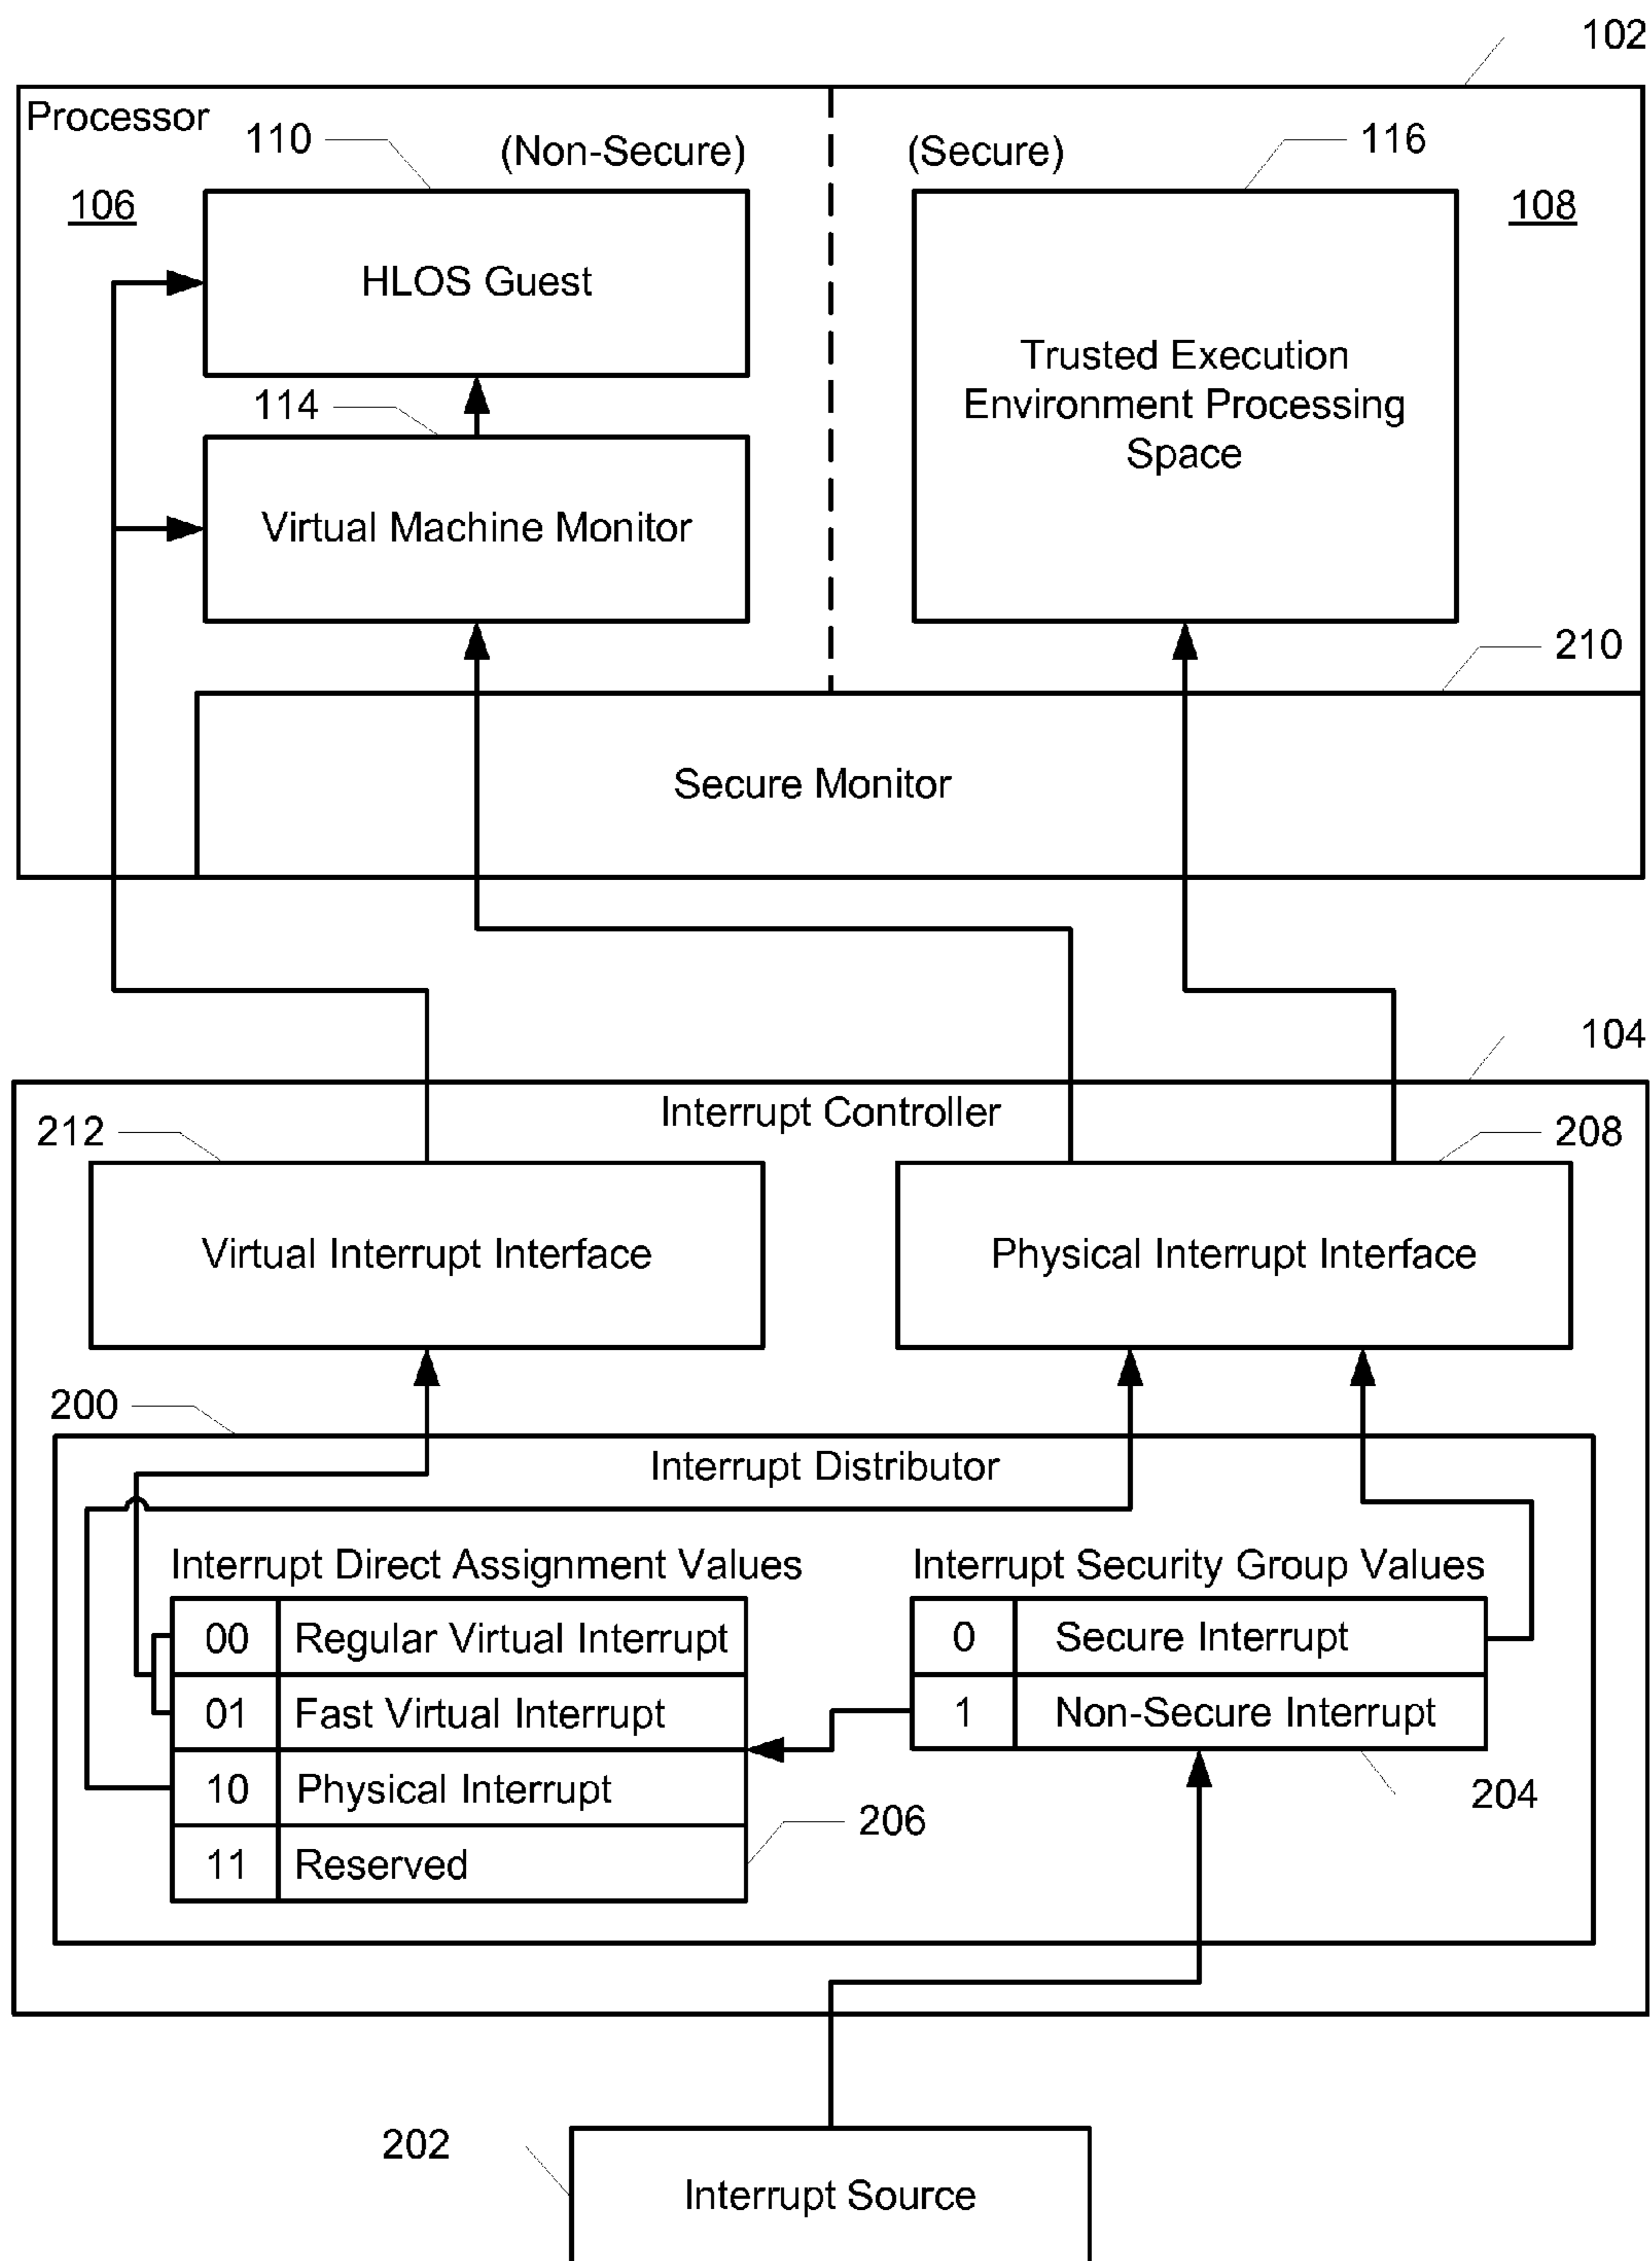 102
Processor
110
(Non-Secure)
(Secure)
116
106
108
HLOS Guest
Trusted Execution
Environment Processing
Space
114
Virtual Machine Monitor
210
Secure Monitor
104
Interrupt Controller
212
208
Virtual Interrupt Interface
Physical Interrupt Interface
200
Interrupt Distributor
Interrupt Direct Assignment Values
Interrupt Security Group Values
00 Regular Virtual Interrupt
0 Secure Interrupt
01 Fast Virtual Interrupt
1 Non-Secure Interrupt
10 Physical Interrupt
204
206
11 Reserved
202
Interrupt Source